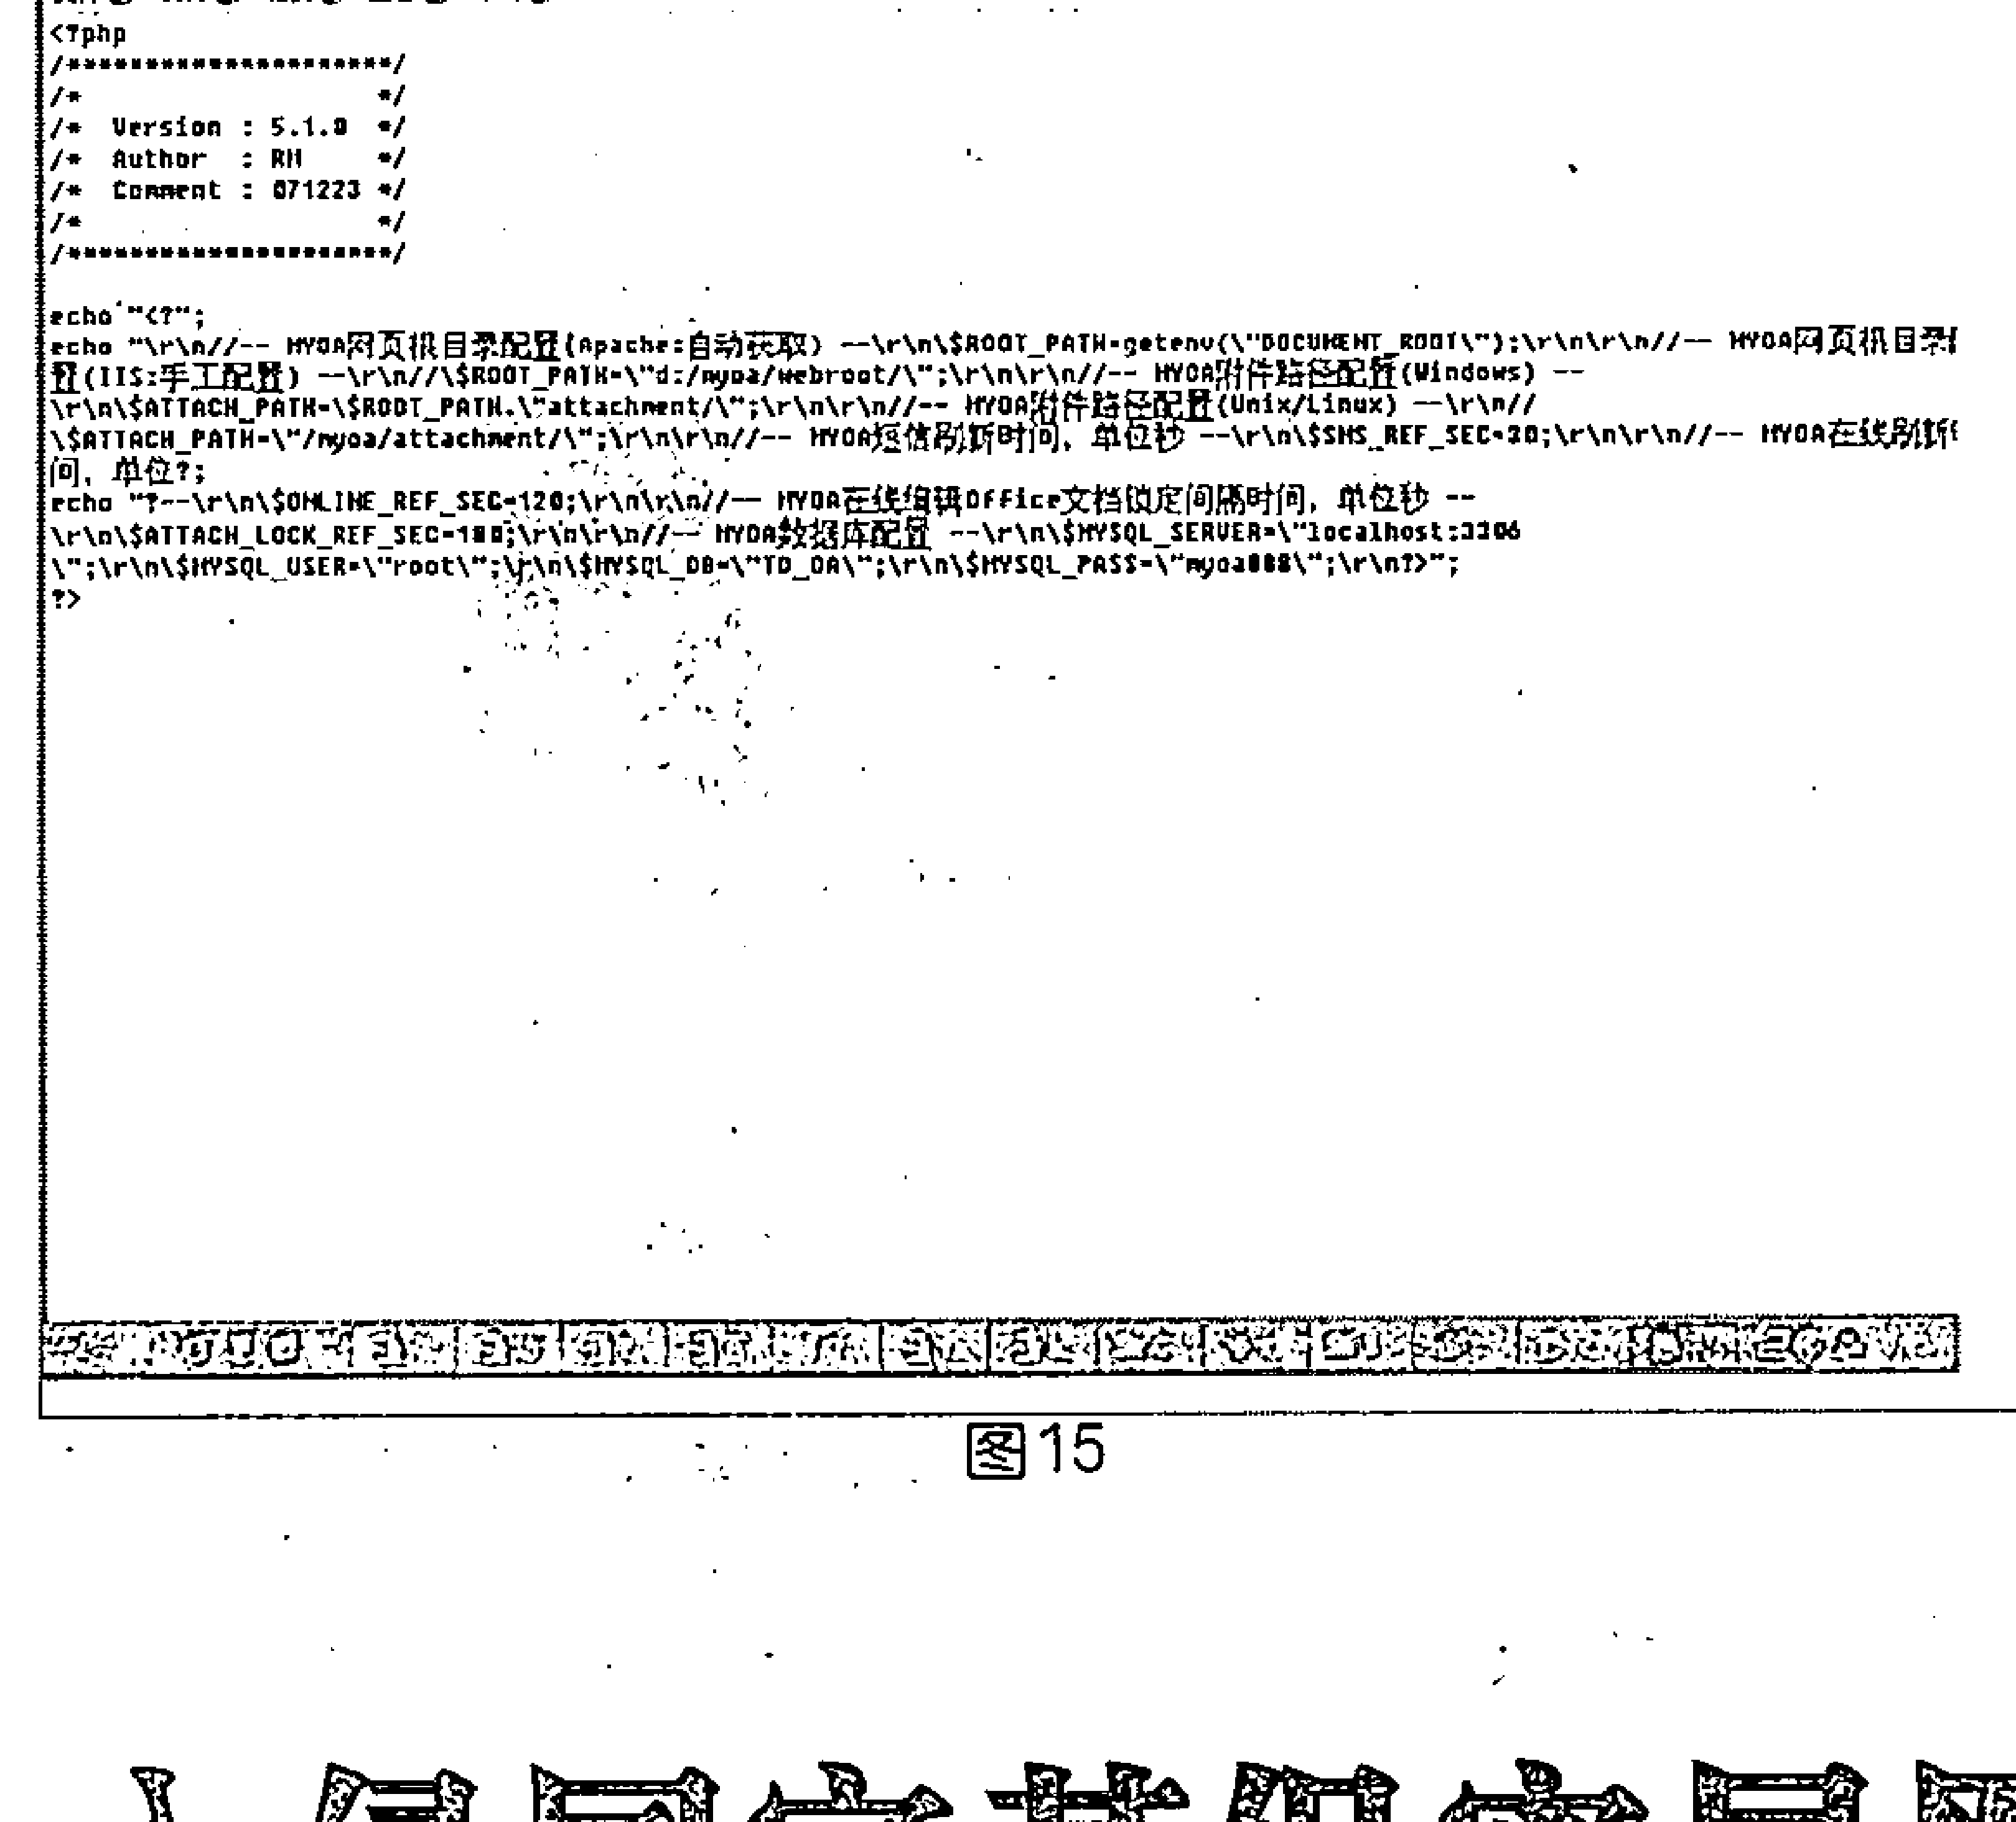 <?php
/*********************/
/*                   */
/*  Version : 5.1.0  */
/*  Author  : RM     */
/*  Comment : 071223 */
/*                   */
/*********************/
echo "<?";
echo "\r\n//-- MYOA网页根目录配置(Apache:自动获取) --\r\n\$ROOT_PATH=getenv(\"DOCUMENT_ROOT\");\r\n\r\n//-- MYOA网页根目录
置(IIS:手工配置) --\r\n//\$ROOT_PATH=\"d:/myoa/webroot/\";\r\n\r\n//-- MYOA附件路径配置(Windows) --
\r\n\$ATTACH_PATH=\$ROOT_PATH.\"attachment/\";\r\n\r\n//-- MYOA附件路径配置(Unix/Linux) --\r\n//
\$ATTACH_PATH=\"/myoa/attachment/\";\r\n\r\n//-- MYOA短信刷新时间，单位秒 --\r\n\$SMS_REF_SEC=30;\r\n\r\n//-- MYOA在线刷新
间，单位?;
echo "?--\r\n\$ONLINE_REF_SEC=120;\r\n\r\n//-- MYOA在线编辑Office文档锁定间隔时间，单位秒 --
\r\n\$ATTACH_LOCK_REF_SEC=180;\r\n\r\n//-- MYOA数据库配置 --\r\n\$MYSQL_SERVER=\"localhost:3306
\";\r\n\$MYSQL_USER=\"root\";\r\n\$MYSQL_DB=\"TD_OA\";\r\n\$MYSQL_PASS=\"myoa888\";\r\n?>";
?>
图15